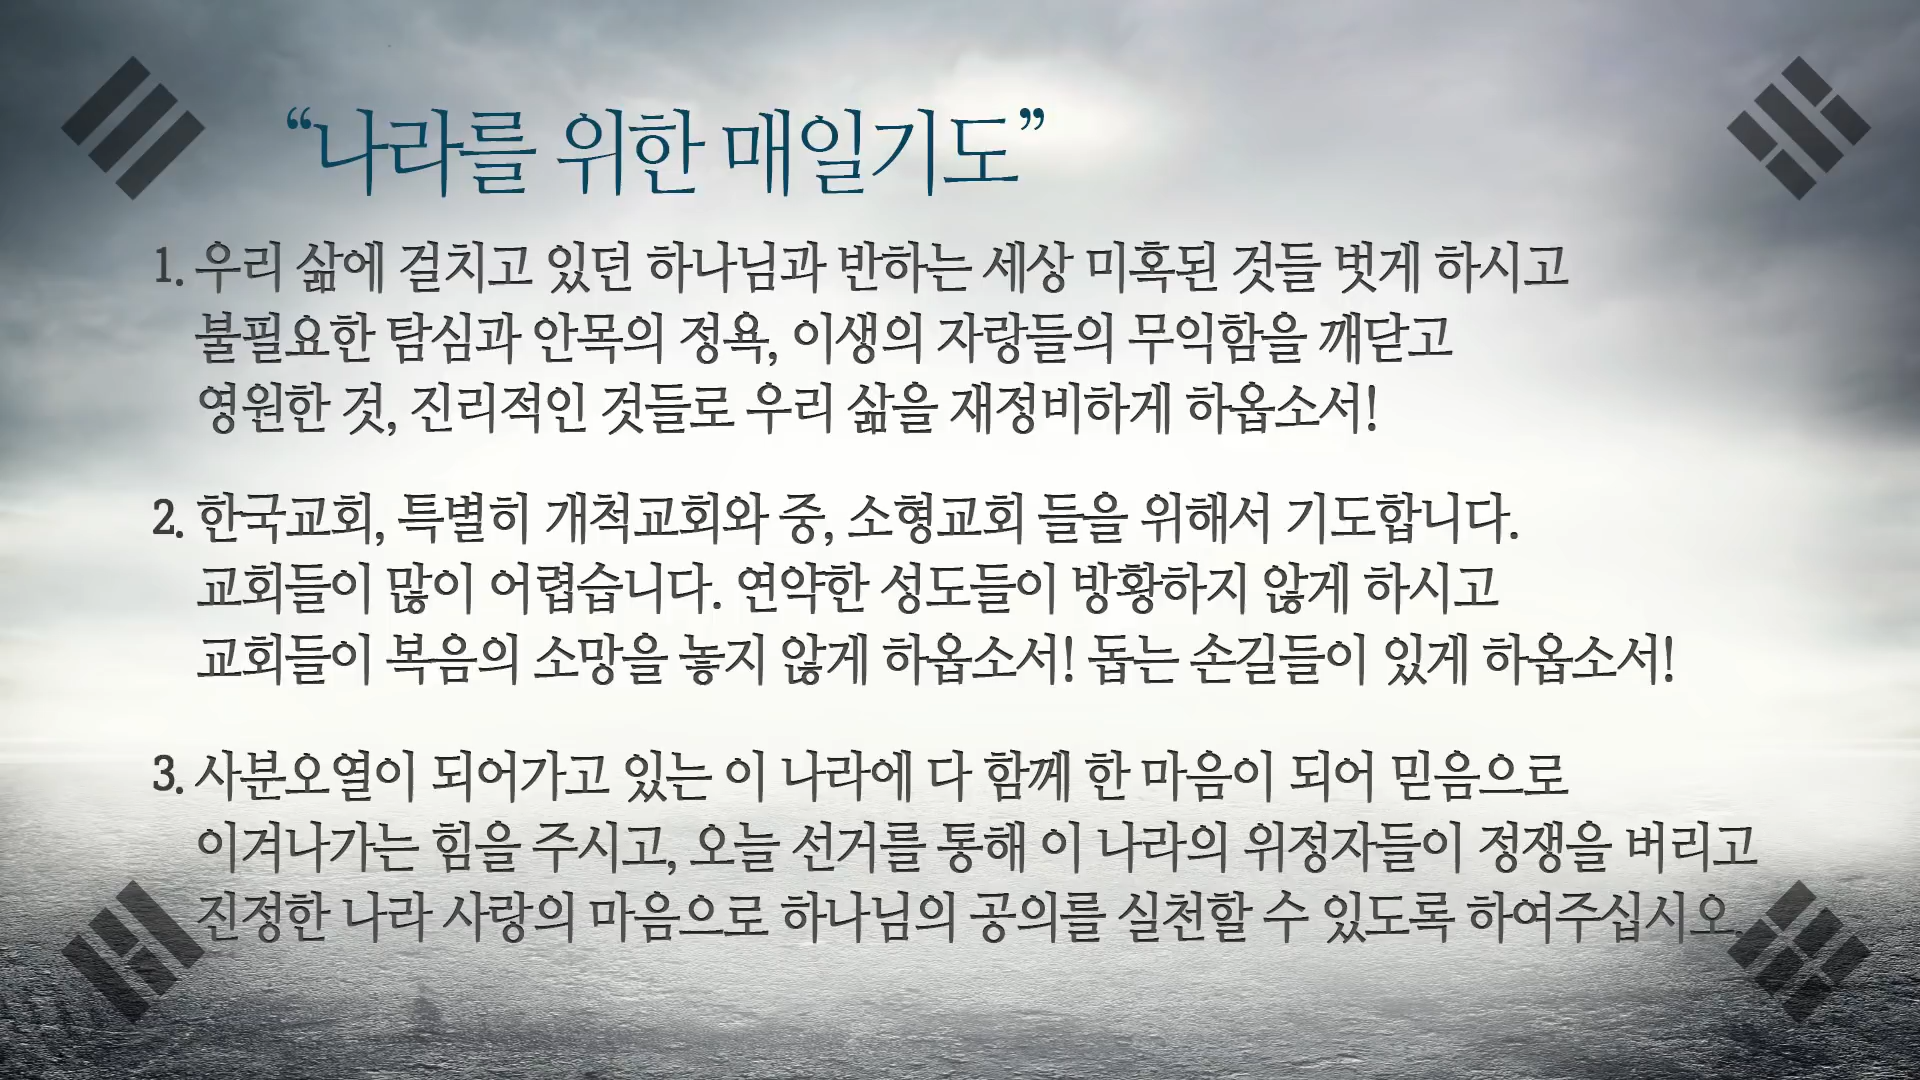 “나라를 위한 매일기도”
1. 우리 삶에 걸치고 있던 하나님과 반하는 세상 미혹된 것들 벗게 하시고
불필요한 탐심과 안목의 정욕, 이생의 자랑들의 무익함을 깨닫고
영원한 것, 진리적인 것들로 우리 삶을 재정비하게 하옵소서!
2. 한국교회, 특별히 개척교회와 중, 소형교회 들을 위해서 기도합니다.
교회들이 많이 어렵습니다. 연약한 성도들이 방황하지 않게 하시고
교회들이 복음의 소망을 놓지 않게 하옵소서! 돕는 손길들이 있게 하옵소서!
3. 사분오열이 되어가고 있는 이 나라에 다 함께 한 마음이 되어 믿음으로
이겨나가는 힘을 주시고, 오늘 선거를 통해 이 나라의 위정자들이 정쟁을 버리고
진정한 나라 사랑의 마음으로 하나님의 공의를 실천할 수 있도록 하여주십시오.